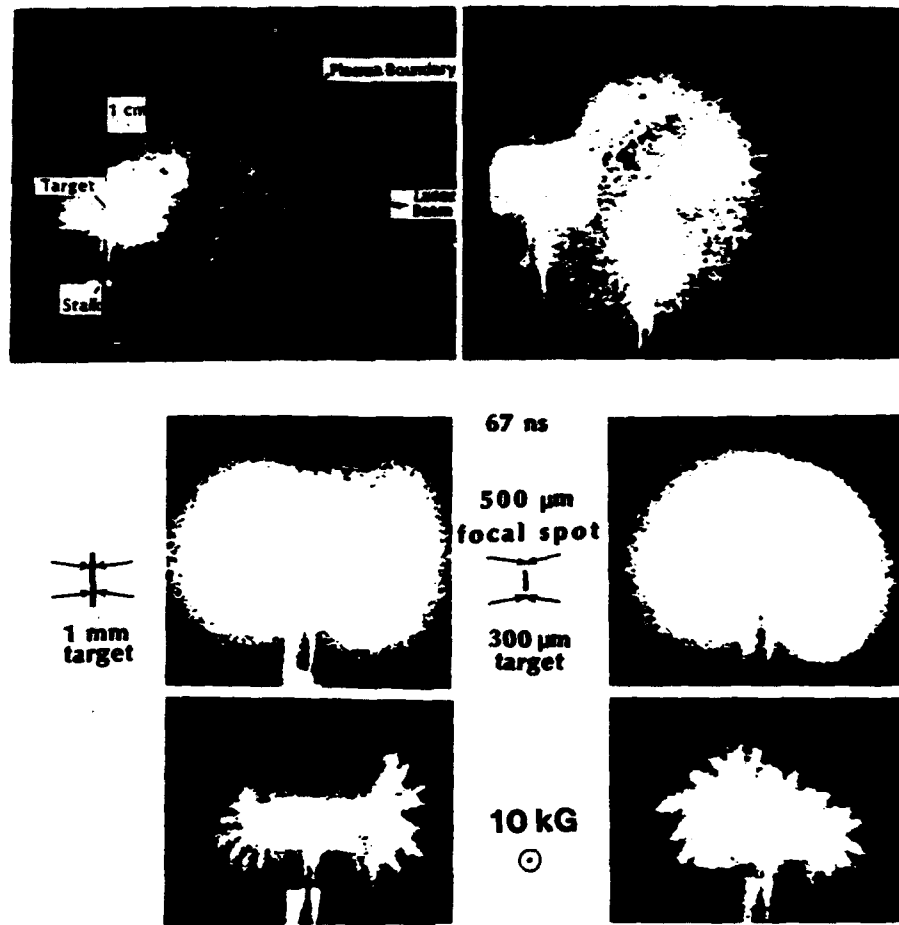 Plasma Boundary
1 cm
Target
Laser
Beam
Stalk
67 ns
500 µm
focal spot
1 mm
target
300 µm
target
10 kG